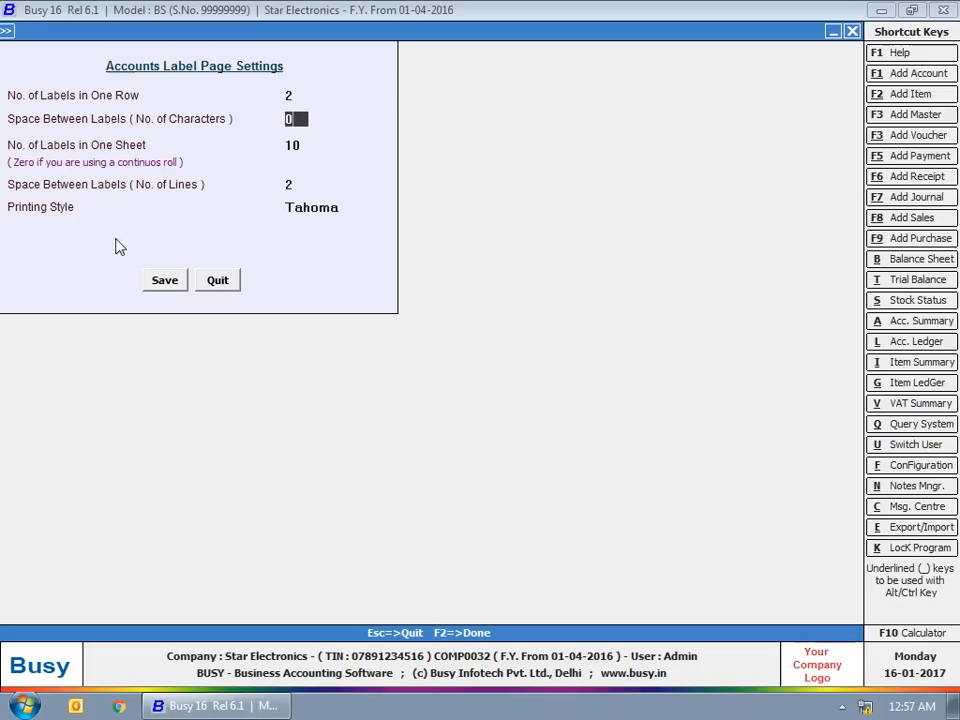 Busy 16 Rel 6.1 | Model : BS (S.No. 99999999) | Star Electronics - F.Y. From 01-04-2016
>>
Shortcut Keys
Accounts Label Page Settings
No. of Labels in One Row 2
Space Between Labels ( No. of Characters ) 0
No. of Labels in One Sheet 10
( Zero if you are using a continuos roll )
Space Between Labels ( No. of Lines ) 2
Printing Style Tahoma
Save Quit
F1 Help
F1 Add Account
F2 Add Item
F3 Add Master
F3 Add Voucher
F5 Add Payment
F6 Add Receipt
F7 Add Journal
F8 Add Sales
F9 Add Purchase
B Balance Sheet
T Trial Balance
S Stock Status
A Acc. Summary
L Acc. Ledger
I Item Summary
G Item LedGer
V VAT Summary
Q Query System
U Switch User
F ConFiguration
N Notes Mngr.
C Msg. Centre
E Export/Import
K LocK Program
Underlined (_) keys
to be used with
Alt/Ctrl Key
Esc=>Quit F2=>Done
F10 Calculator
Busy
Company : Star Electronics - ( TIN : 07891234516 ) COMP0032 ( F.Y. From 01-04-2016 ) - User : Admin
BUSY - Business Accounting Software ; (c) Busy Infotech Pvt. Ltd., Delhi ; www.busy.in
Your
Company
Logo
Monday
16-01-2017
Busy 16 Rel 6.1 | M...
12:57 AM